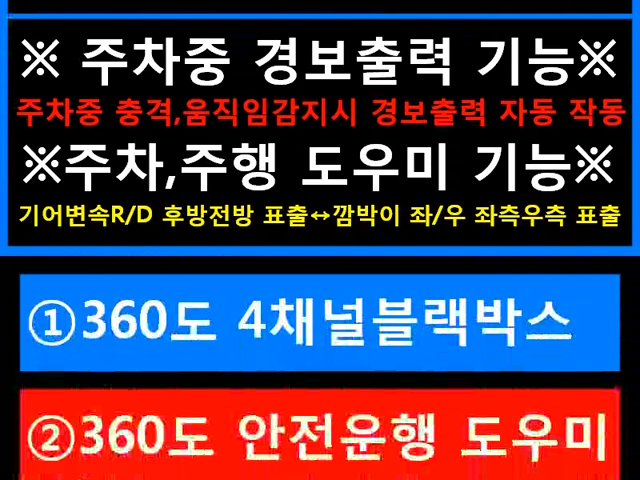 ※ 주차중 경보출력 기능※
주차중 충격,움직임감지시 경보출력 자동 작동
※주차,주행 도우미 기능※
기어변속R/D 후방전방 표출↔깜박이 좌/우 좌측우측 표출
①360도 4채널블랙박스
②360도 안전운행 도우미